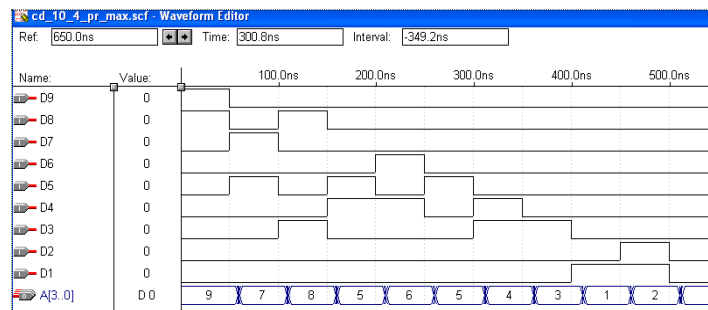 cd_10_4_pr_max.scf - Waveform Editor
Ref: 650.0ns Time: 300.8ns Interval: -349.2ns
Name: Value: 100.0ns 200.0ns 300.0ns 400.0ns 500.0ns
D9 0
D8 0
D7 0
D6 0
D5 0
D4 0
D3 0
D2 0
D1 0
A[3..0] D 0 9 7 8 5 6 5 4 3 1 2